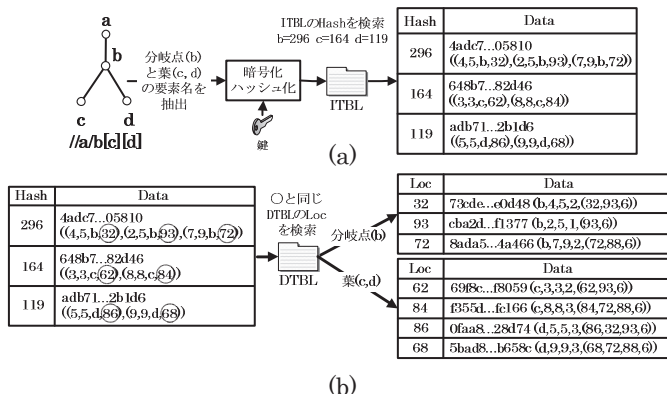 a
b
c d
//a/b[c][d]
分岐点(b)
と葉(c, d)
の要素名を
抽出
暗号化
ハッシュ化
鍵
ITBLのHashを検索
b=296 c=164 d=119
ITBL
Hash Data
296 4adc7...05810
((4,5,b,32),(2,5,b,93),(7,9,b,72))
164 648b7...82d46
((3,3,c,62),(8,8,c,84))
119 adb71...2b1d6
((5,5,d,86),(9,9,d,68))
(a)
Hash Data
296 4adc7...05810
((4,5,b,32),(2,5,b,93),(7,9,b,72))
164 648b7...82d46
((3,3,c,62),(8,8,c,84))
119 adb71...2b1d6
((5,5,d,86),(9,9,d,68))
○と同じ
DTBLのLoc
を検索
DTBL
分岐点(b)
葉(c,d)
Loc Data
32 73cde...e0d48 (b,4,5,2,(32,93,6))
93 cba2d...f1377 (b,2,5,1,(93,6))
72 8ada5...4a466 (b,7,9,2,(72,88,6))
Loc Data
62 69f8c...f8059 (c,3,3,2,(62,93,6))
84 f355d...fc166 (c,8,8,3,(84,72,88,6))
86 0faa8...28d74 (d,5,5,3,(86,32,93,6))
68 5bad8...b658c (d,9,9,3,(68,72,88,6))
(b)